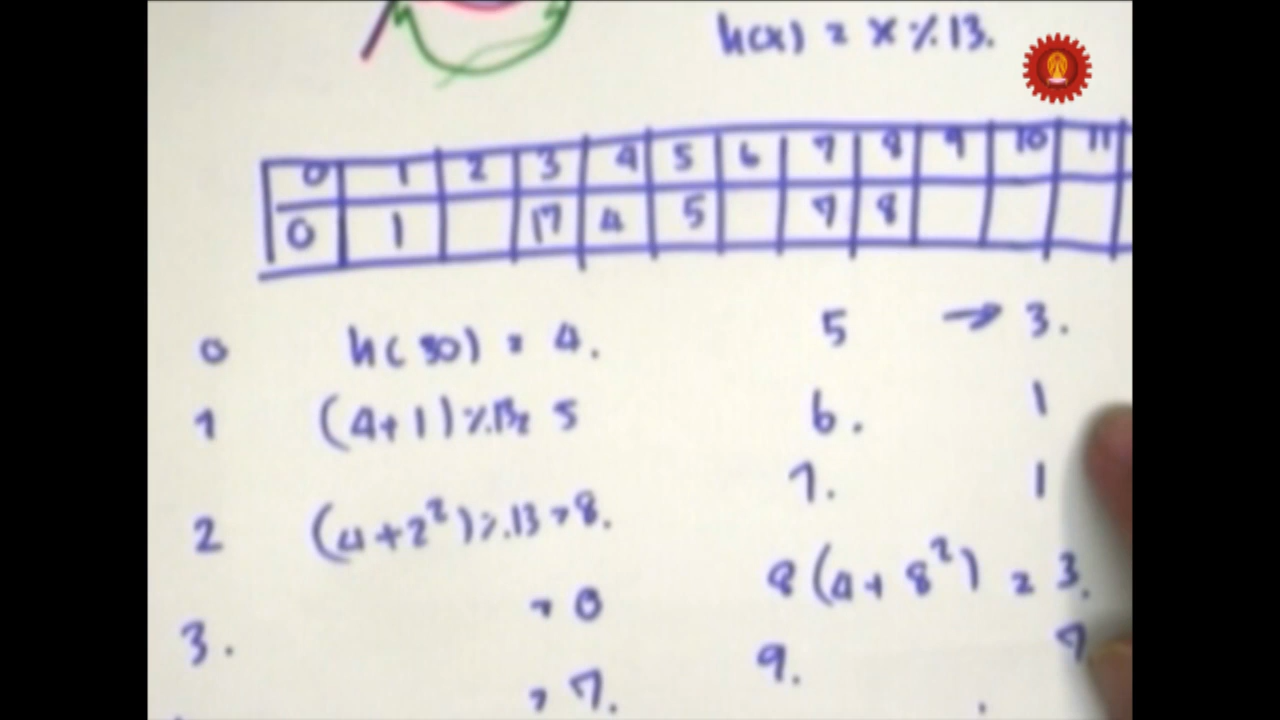 h(x) = x % 13.
0 1 2 3 4 5 6 7 8 9 10 11
0 1 17 4 5 7 8
0 h(30) = 4. 5 → 3.
1 (4+1)%13= 5 6. 1
2 (4+2²)%13=8. 7. 1
8(4+8²) = 3.
3. = 0 9. 7
= 7.